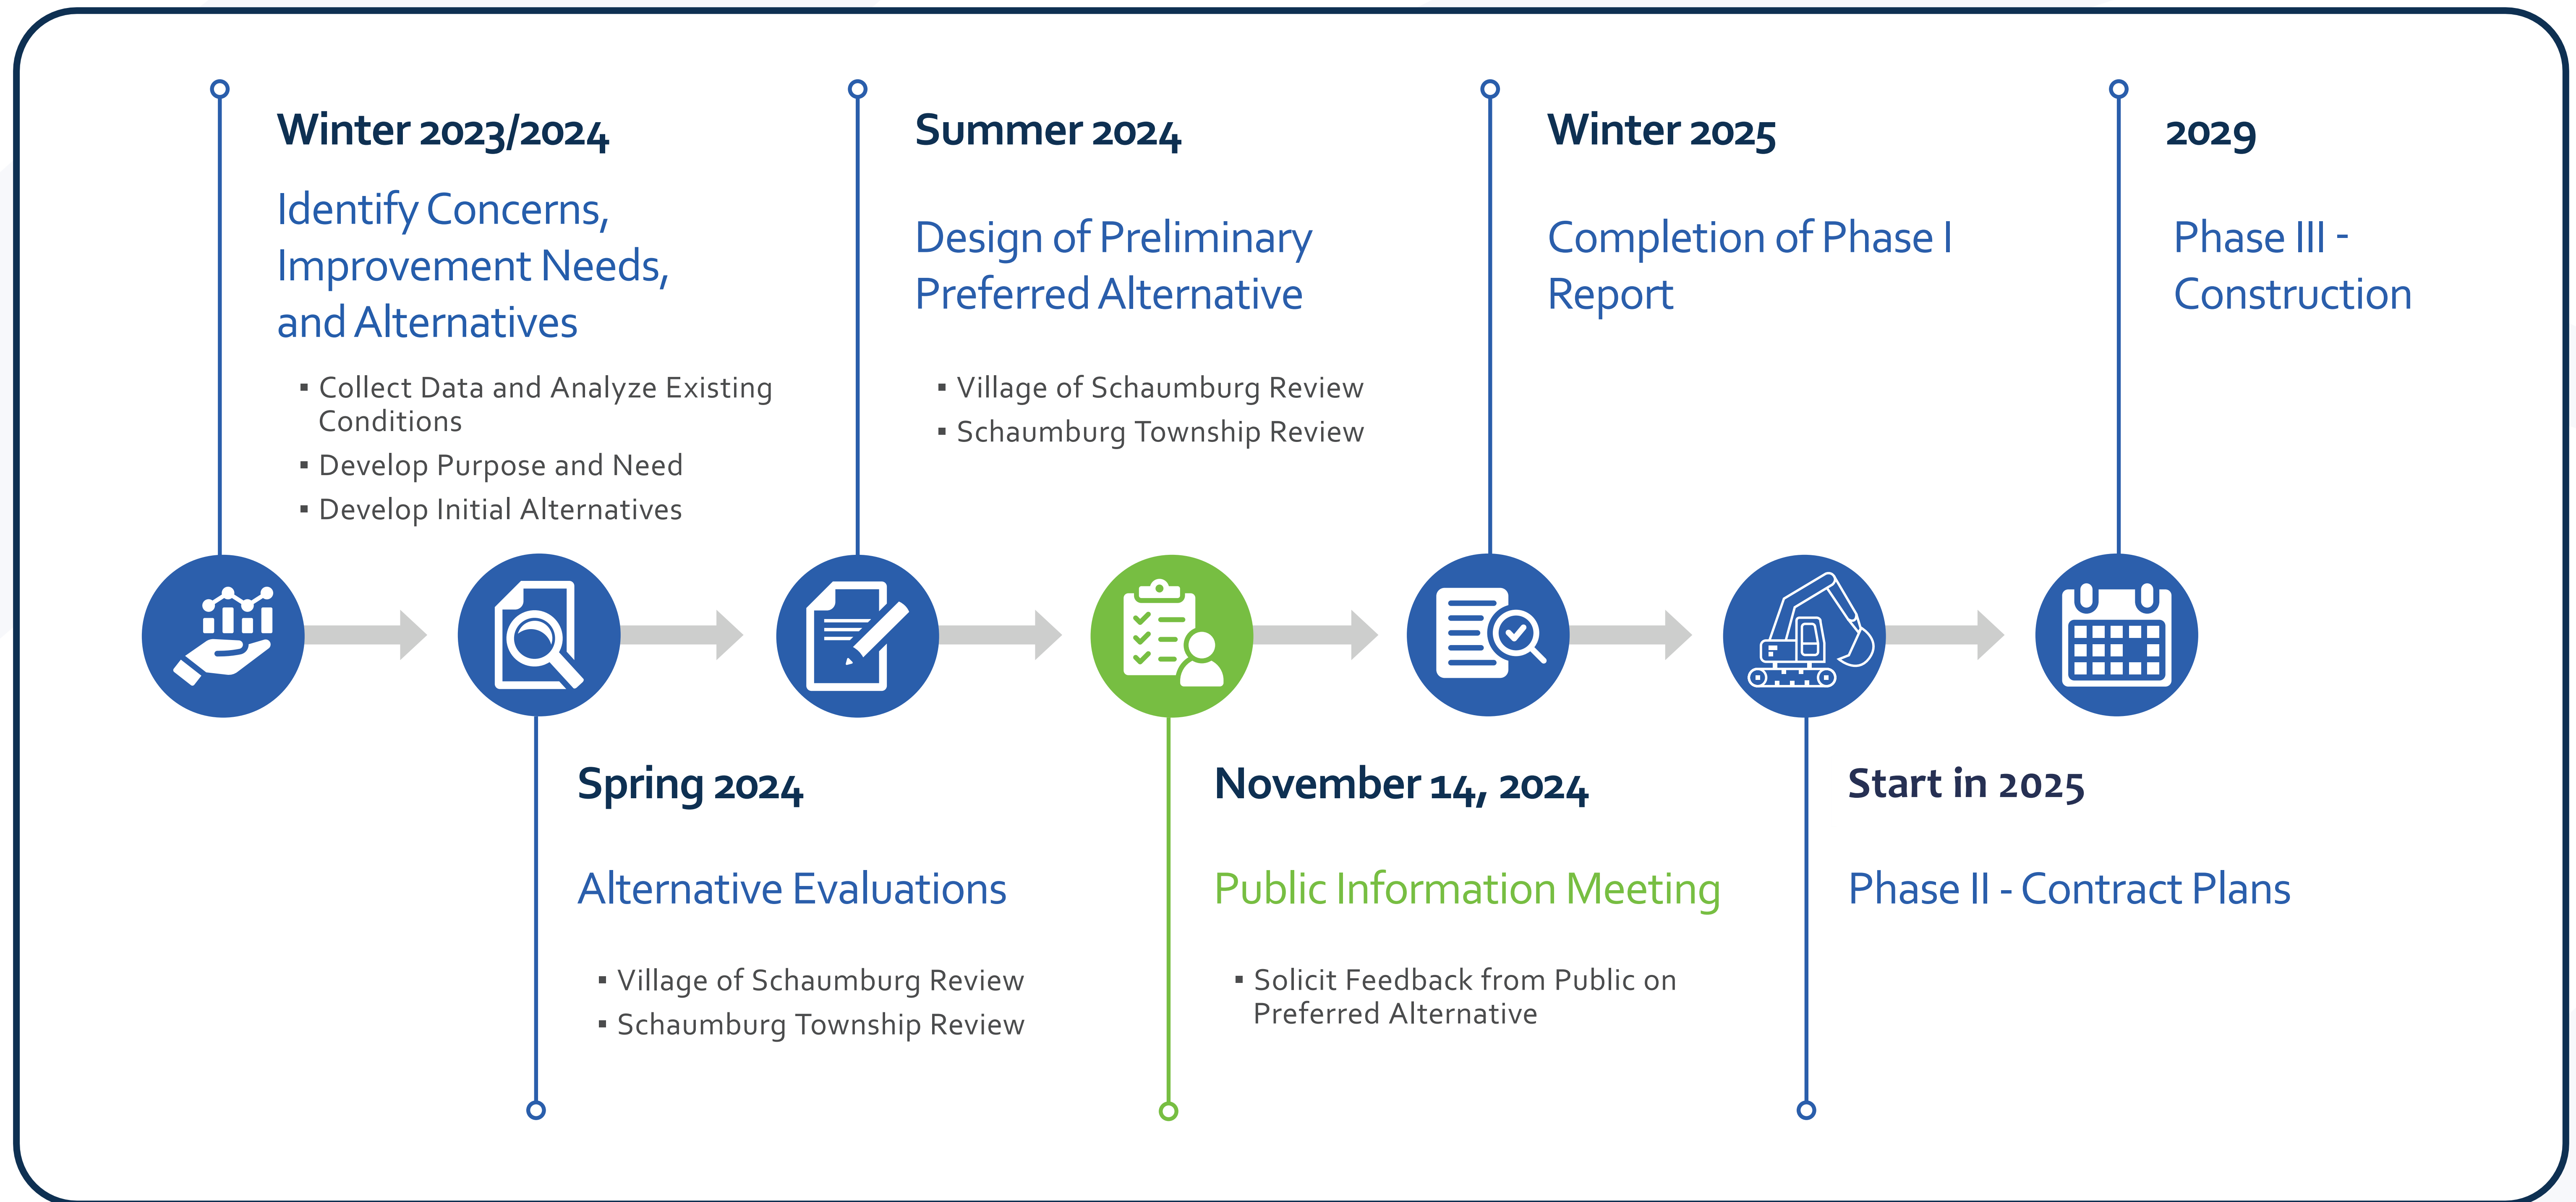 Winter 2023/2024
Identify Concerns,
Improvement Needs,
and Alternatives
▪ Collect Data and Analyze Existing
Conditions
▪ Develop Purpose and Need
▪ Develop Initial Alternatives
Spring 2024
Alternative Evaluations
▪ Village of Schaumburg Review
▪ Schaumburg Township Review
Summer 2024
Design of Preliminary
Preferred Alternative
▪ Village of Schaumburg Review
▪ Schaumburg Township Review
November 14, 2024
Public Information Meeting
▪ Solicit Feedback from Public on
Preferred Alternative
Winter 2025
Completion of Phase I
Report
Start in 2025
Phase II - Contract Plans
2029
Phase III -
Construction